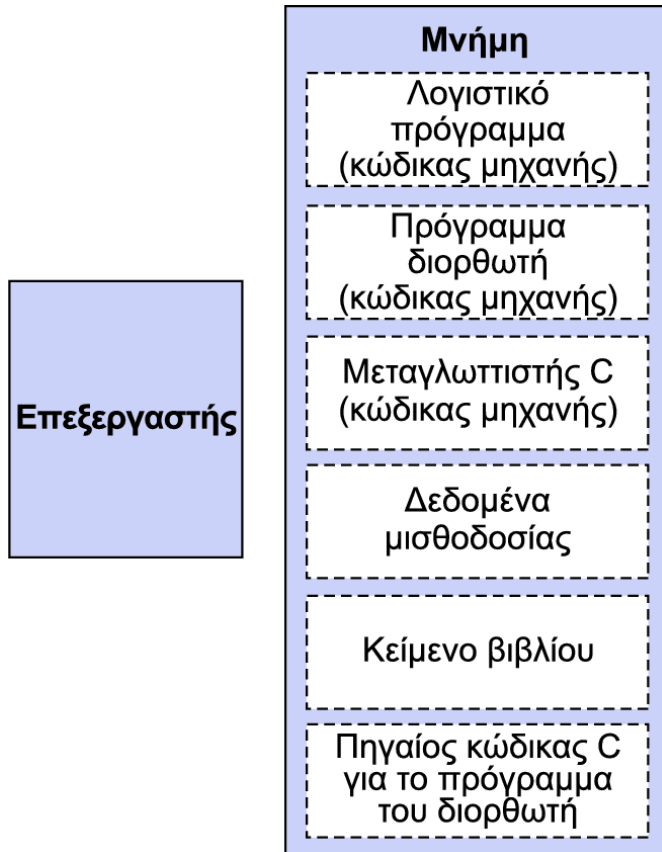 Μνήμη
Λογιστικό
πρόγραμμα
(κώδικας μηχανής)
Πρόγραμμα
διορθωτή
(κώδικας μηχανής)
Επεξεργαστής
Μεταγλωττιστής C
(κώδικας μηχανής)
Δεδομένα
μισθοδοσίας
Κείμενο βιβλίου
Πηγαίος κώδικας C
για το πρόγραμμα
του διορθωτή